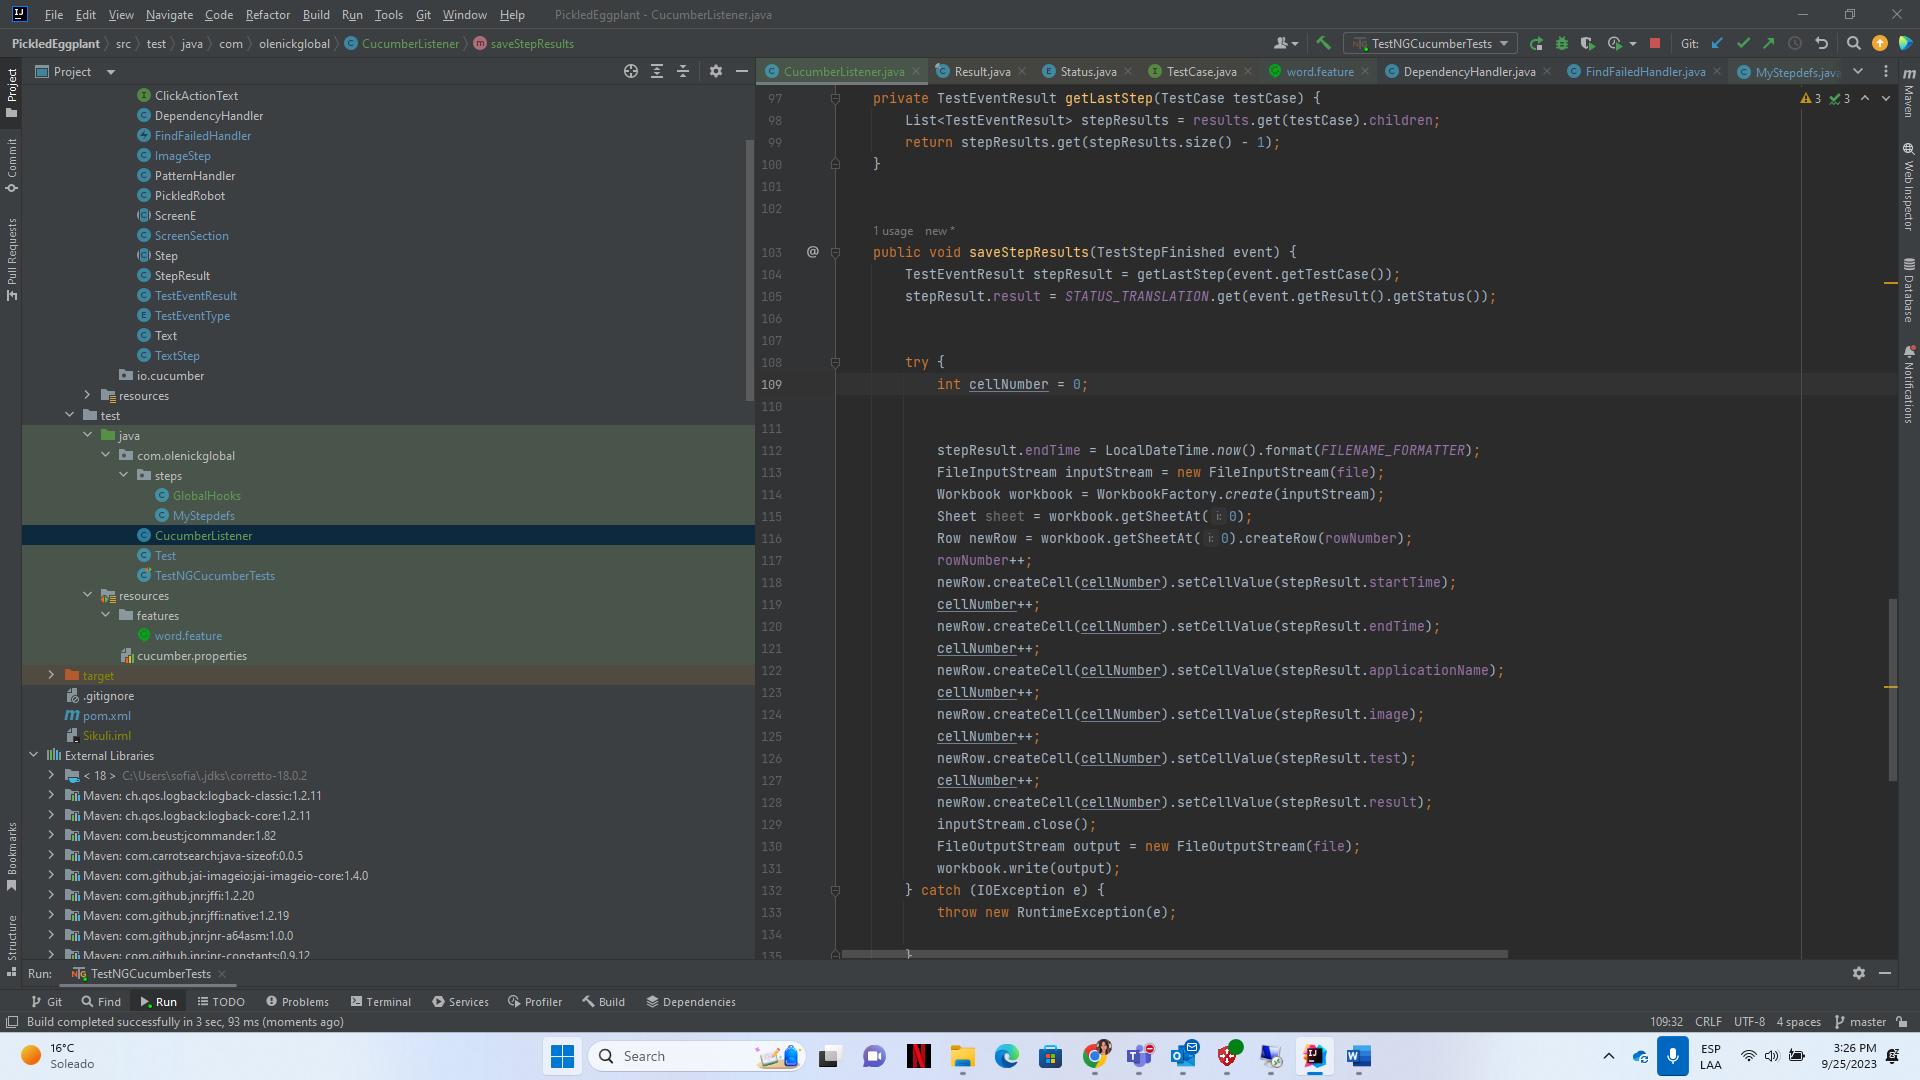 File Edit View Navigate Code Refactor Build Run Tools Git Window Help PickledEggplant - CucumberListener.java
PickledEggplant src test java com olenickglobal CucumberListener saveStepResults
TestNGCucumberTests Git:
Project
CucumberListener.java Result.java Status.java TestCase.java word.feature DependencyHandler.java FindFailedHandler.java MyStepdefs.java
Project
Commit
Pull Requests
Bookmarks
Structure
ClickActionText
DependencyHandler
FindFailedHandler
ImageStep
PatternHandler
PickledRobot
ScreenE
ScreenSection
Step
StepResult
TestEventResult
TestEventType
Text
TextStep
io.cucumber
resources
test
java
com.olenickglobal
steps
GlobalHooks
MyStepdefs
CucumberListener
Test
TestNGCucumberTests
resources
features
word.feature
cucumber.properties
target
.gitignore
pom.xml
Sikuli.iml
External Libraries
< 18 > C:\Users\sofia\.jdks\corretto-18.0.2
Maven: ch.qos.logback:logback-classic:1.2.11
Maven: ch.qos.logback:logback-core:1.2.11
Maven: com.beust:jcommander:1.82
Maven: com.carrotsearch:java-sizeof:0.0.5
Maven: com.github.jai-imageio:jai-imageio-core:1.4.0
Maven: com.github.jnr:jffi:1.2.20
Maven: com.github.jnr:jffi:native:1.2.19
Maven: com.github.jnr:jnr-a64asm:1.0.0
Maven: com.github.jnr:jnr-constants:0.9.12
3 3
97 private TestEventResult getLastStep(TestCase testCase) {
98 List<TestEventResult> stepResults = results.get(testCase).children;
99 return stepResults.get(stepResults.size() - 1);
100 }
101
102
1 usage new *
103 @ public void saveStepResults(TestStepFinished event) {
104 TestEventResult stepResult = getLastStep(event.getTestCase());
105 stepResult.result = STATUS_TRANSLATION.get(event.getResult().getStatus());
106
107
108 try {
109 int cellNumber = 0;
110
111
112 stepResult.endTime = LocalDateTime.now().format(FILENAME_FORMATTER);
113 FileInputStream inputStream = new FileInputStream(file);
114 Workbook workbook = WorkbookFactory.create(inputStream);
115 Sheet sheet = workbook.getSheetAt( i: 0);
116 Row newRow = workbook.getSheetAt( i: 0).createRow(rowNumber);
117 rowNumber++;
118 newRow.createCell(cellNumber).setCellValue(stepResult.startTime);
119 cellNumber++;
120 newRow.createCell(cellNumber).setCellValue(stepResult.endTime);
121 cellNumber++;
122 newRow.createCell(cellNumber).setCellValue(stepResult.applicationName);
123 cellNumber++;
124 newRow.createCell(cellNumber).setCellValue(stepResult.image);
125 cellNumber++;
126 newRow.createCell(cellNumber).setCellValue(stepResult.test);
127 cellNumber++;
128 newRow.createCell(cellNumber).setCellValue(stepResult.result);
129 inputStream.close();
130 FileOutputStream output = new FileOutputStream(file);
131 workbook.write(output);
132 } catch (IOException e) {
133 throw new RuntimeException(e);
134
135 }
Maven
Web Inspector
Database
Notifications
Run: TestNGCucumberTests
Git Find Run TODO Problems Terminal Services Profiler Build Dependencies
Build completed successfully in 3 sec, 93 ms (moments ago) 109:32 CRLF UTF-8 4 spaces master
16°C
Soleado
Search
ESP
LAA
3:26 PM
9/25/2023